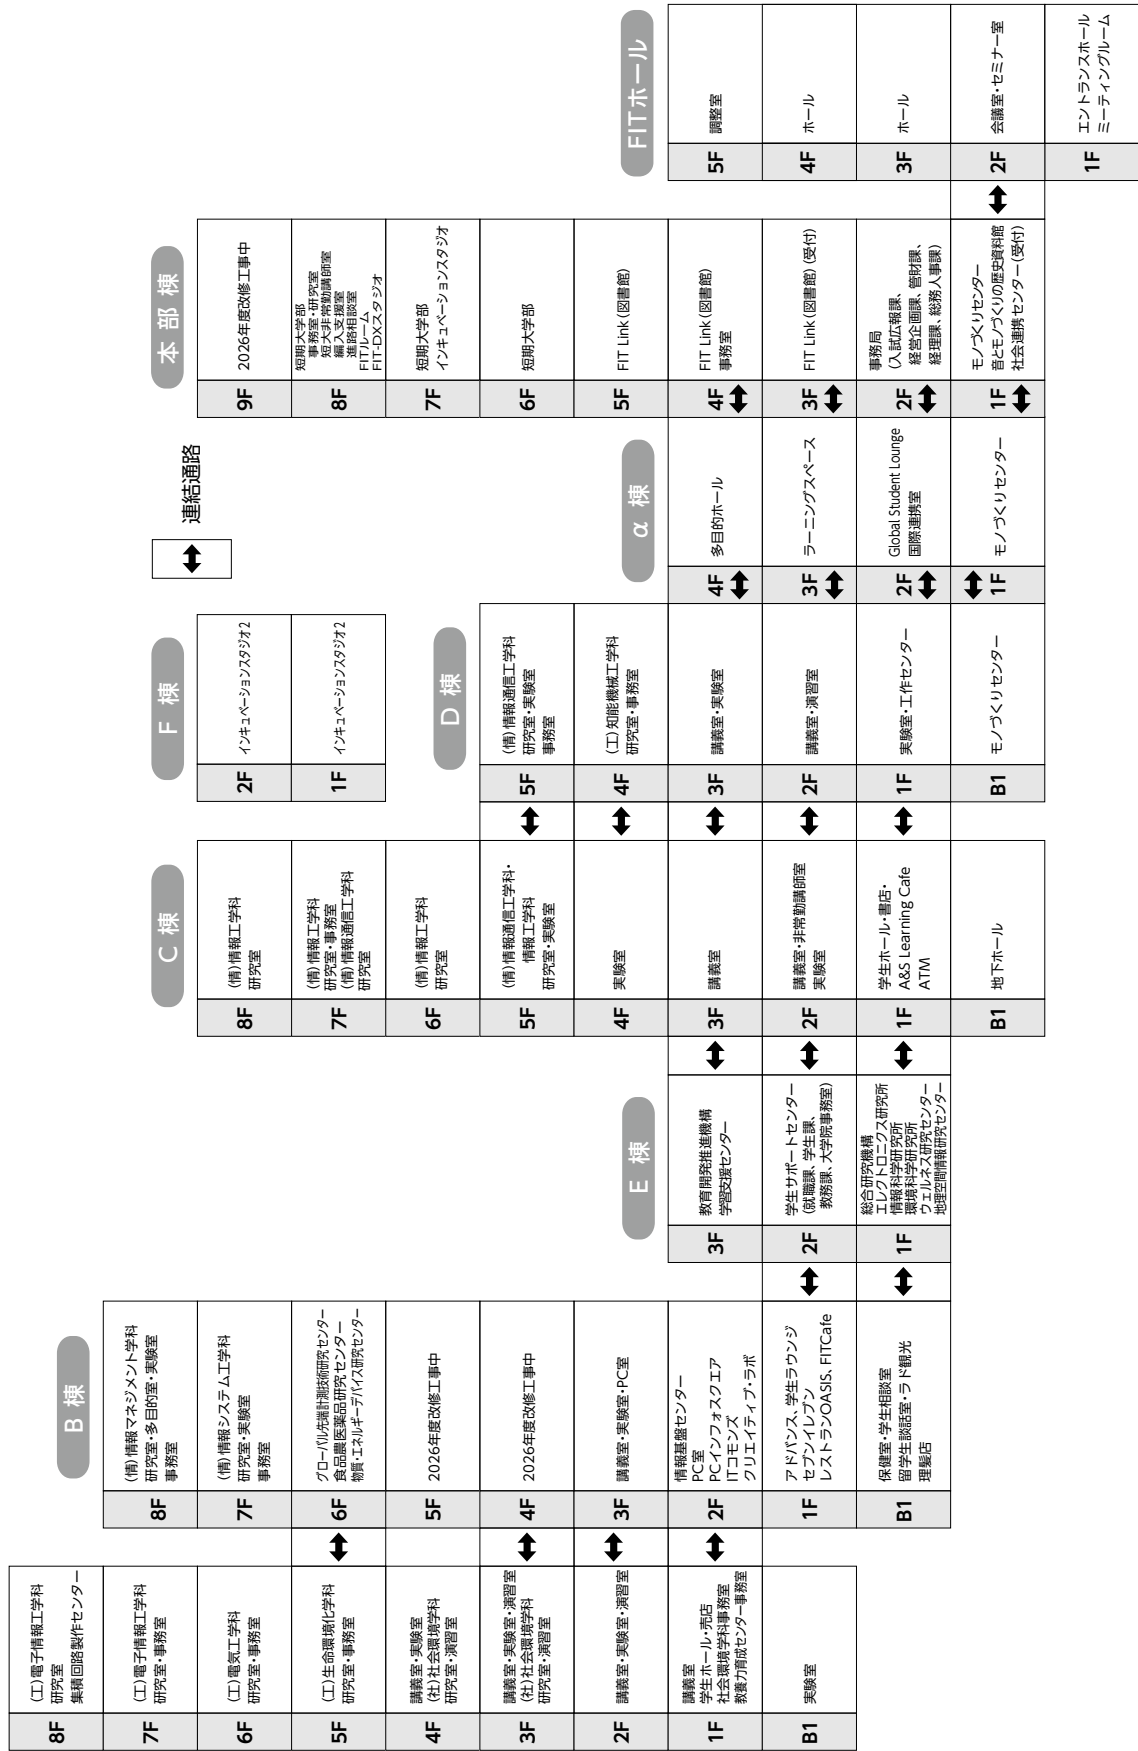 8F
(工)電子情報工学科
研究室
集積回路製作センター
7F
(工)電子情報工学科
研究室・事務室
6F
(工)電気工学科
研究室・事務室
5F
(工)生命環境化学科
研究室・事務室
4F
講義室・実験室
(社)社会環境学科
研究室・演習室
3F
講義室・実験室・演習室
(社)社会環境学科
研究室・演習室
2F
講義室・実験室・演習室
1F
講義室
学生ホール・売店
社会環境学科事務室
教養力育成センター事務室
B1
実験室
B 棟
8F
(情)情報マネジメント学科
研究室・多目的室・実験室
事務室
7F
(情)情報システム工学科
研究室・実験室
事務室
6F
グローバル先端計測技術研究センター
食品農医薬品研究センター
物質・エネルギーデバイス研究センター
5F
2026年度改修工事中
4F
2026年度改修工事中
3F
講義室・実験室・PC室
2F
情報基盤センター
PC室
PCインフォスクエア
ITコモンズ
クリエイティブ・ラボ
1F
アドバンス、学生ラウンジ
セブンイレブン
レストランOASIS. FITCafe
B1
保健室・学生相談室
留学生談話室・ラド観光
理髪店
E 棟
3F
教育開発推進機構
学習支援センター
2F
学生サポートセンター
(就職課、学生課、
教務課、大学院事務室)
1F
総合研究機構
エレクトロニクス研究所
情報科学研究所
環境科学研究所
ウェルネス研究センター
地理空間情報研究センター
C 棟
8F
(情)情報工学科
研究室
7F
(情)情報工学科
研究室・事務室
(情)情報通信工学科
研究室
6F
(情)情報工学科
研究室
5F
(情)情報通信工学科・
情報工学科
研究室・実験室
4F
実験室
3F
講義室
2F
講義室・非常勤講師室
実験室
1F
学生ホール・書店・
A&S Learning Cafe
ATM
B1
地下ホール
F 棟
2F
インキュベーションスタジオ2
1F
インキュベーションスタジオ2
D 棟
5F
(情)情報通信工学科
研究室・実験室
事務室
4F
(工)知能機械工学科
研究室・事務室
3F
講義室・実験室
2F
講義室・演習室
1F
実験室・工作センター
B1
モノづくりセンター
連結通路
α 棟
4F
多目的ホール
3F
ラーニングスペース
2F
Global Student Lounge
国際連携室
1F
モノづくりセンター
本 部 棟
9F
2026年度改修工事中
8F
短期大学部
事務室・研究室
短大非常勤講師室
編入支援室
進路相談室
FITルーム
FIT-DXスタジオ
7F
短期大学部
インキュベーションスタジオ
6F
短期大学部
5F
FIT Link(図書館)
4F
FIT Link(図書館)
事務室
3F
FIT Link(図書館)(受付)
2F
事務局
(入試広報課、
経営企画課、管財課、
経理課、総務人事課)
1F
モノづくりセンター
音とモノづくりの歴史資料館
社会連携センター(受付)
FITホール
5F
調整室
4F
ホール
3F
ホール
2F
会議室・セミナー室
1F
エントランスホール
ミーティングルーム